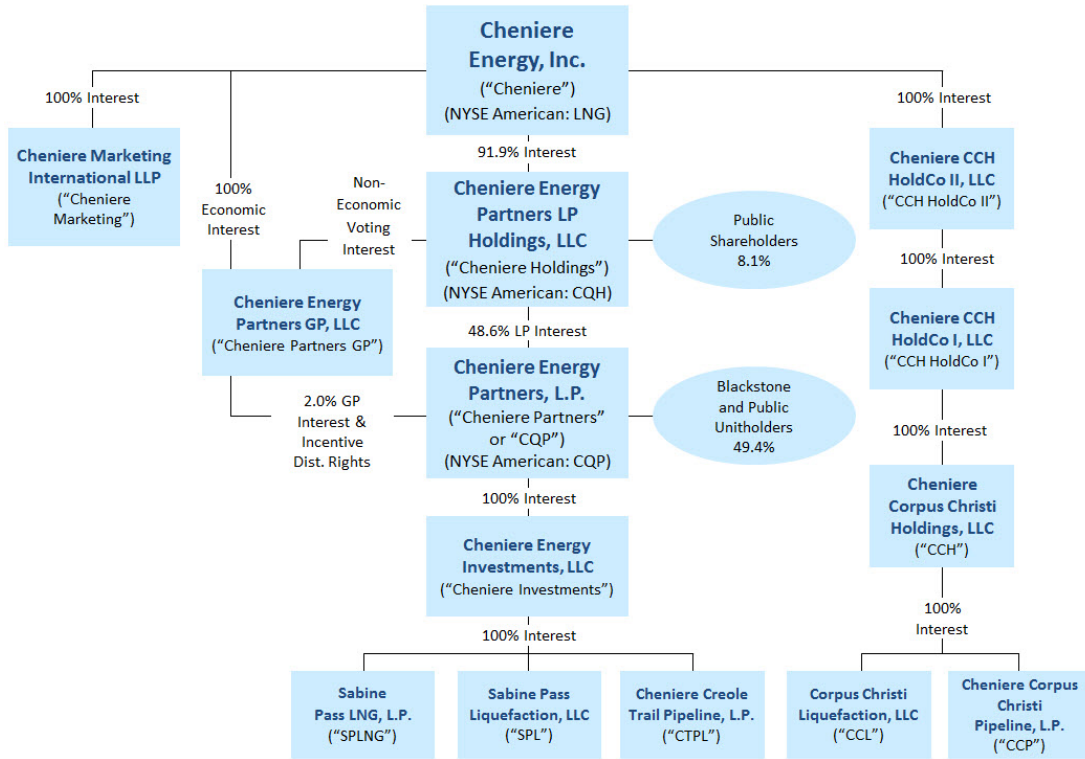 Cheniere
Energy, Inc.
(“Cheniere”)
(NYSE American: LNG)
100% Interest
100% Interest
91.9% Interest
Cheniere Marketing
International LLP
(“Cheniere
Marketing”)
100%
Economic
Interest
Non-
Economic
Voting
Interest
Cheniere Energy
Partners LP
Holdings, LLC
(“Cheniere Holdings”)
(NYSE American: CQH)
Public
Shareholders
8.1%
Cheniere CCH
HoldCo II, LLC
(“CCH HoldCo II”)
100% Interest
Cheniere Energy
Partners GP, LLC
(“Cheniere Partners GP”)
48.6% LP Interest
Cheniere CCH
HoldCo I, LLC
(“CCH HoldCo I”)
2.0% GP
Interest &
Incentive
Dist. Rights
Cheniere Energy
Partners, L.P.
(“Cheniere Partners”
or “CQP”)
(NYSE American: CQP)
Blackstone
and Public
Unitholders
49.4%
100% Interest
100% Interest
Cheniere
Corpus Christi
Holdings, LLC
(“CCH”)
Cheniere Energy
Investments, LLC
(“Cheniere Investments”)
100% Interest
100%
Interest
Sabine
Pass LNG, L.P.
(“SPLNG”)
Sabine Pass
Liquefaction, LLC
(“SPL”)
Cheniere Creole
Trail Pipeline, L.P.
(“CTPL”)
Corpus Christi
Liquefaction, LLC
(“CCL”)
Cheniere Corpus
Christi
Pipeline, L.P.
(“CCP”)